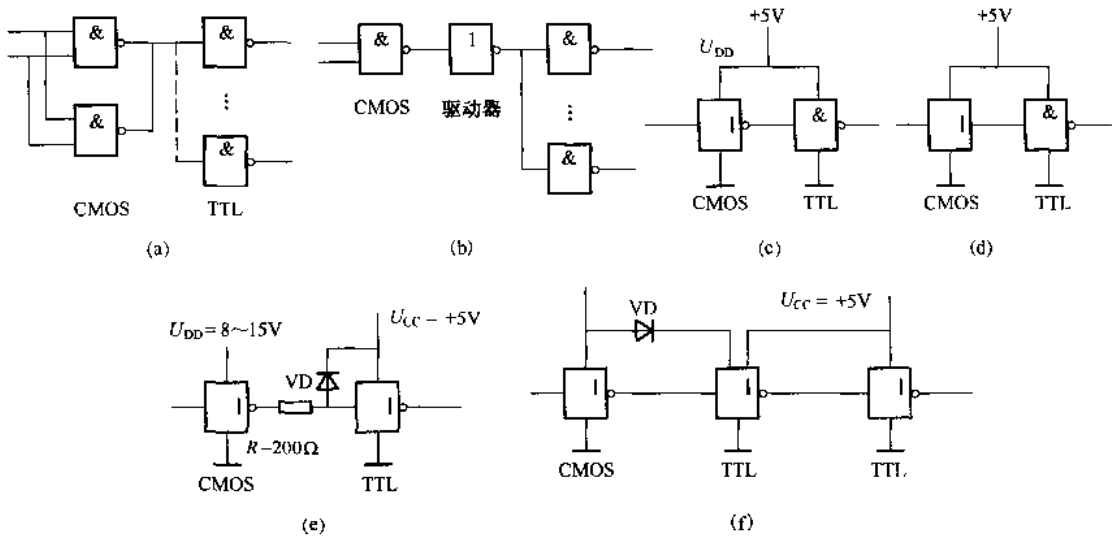 & & & & +5V +5V
1
U_DD
& CMOS 驱动器 ⋮ 1 & 1 &
⋮
& &
CMOS TTL CMOS TTL CMOS TTL
(a) (b) (c) (d)
U_DD = 8～15V U_CC - +5V VD U_CC = +5V
VD
1 1 1 1 1
R-200Ω
CMOS TTL CMOS TTL TTL
(e) (f)